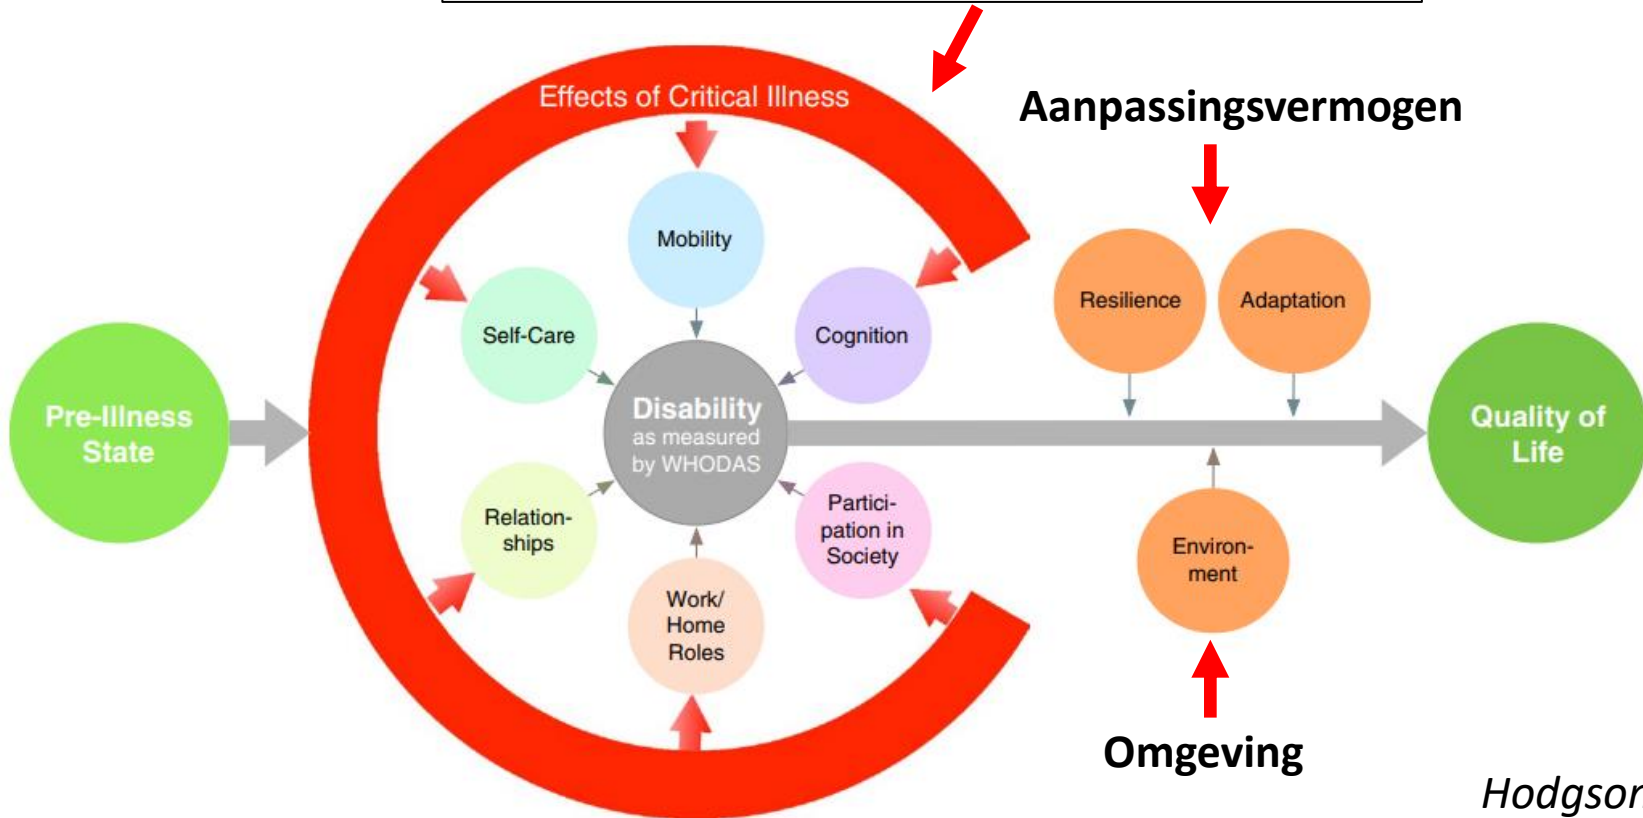 Effects of Critical Illness
Aanpassingsvermogen
Mobility
Resilience
Adaptation
Self-Care
Cognition
Pre-Illness
State
Disability
as measured
by WHODAS
Quality of
Life
Relation-
ships
Partici-
pation in
Society
Environ-
ment
Work/
Home
Roles
Omgeving
Hodgson